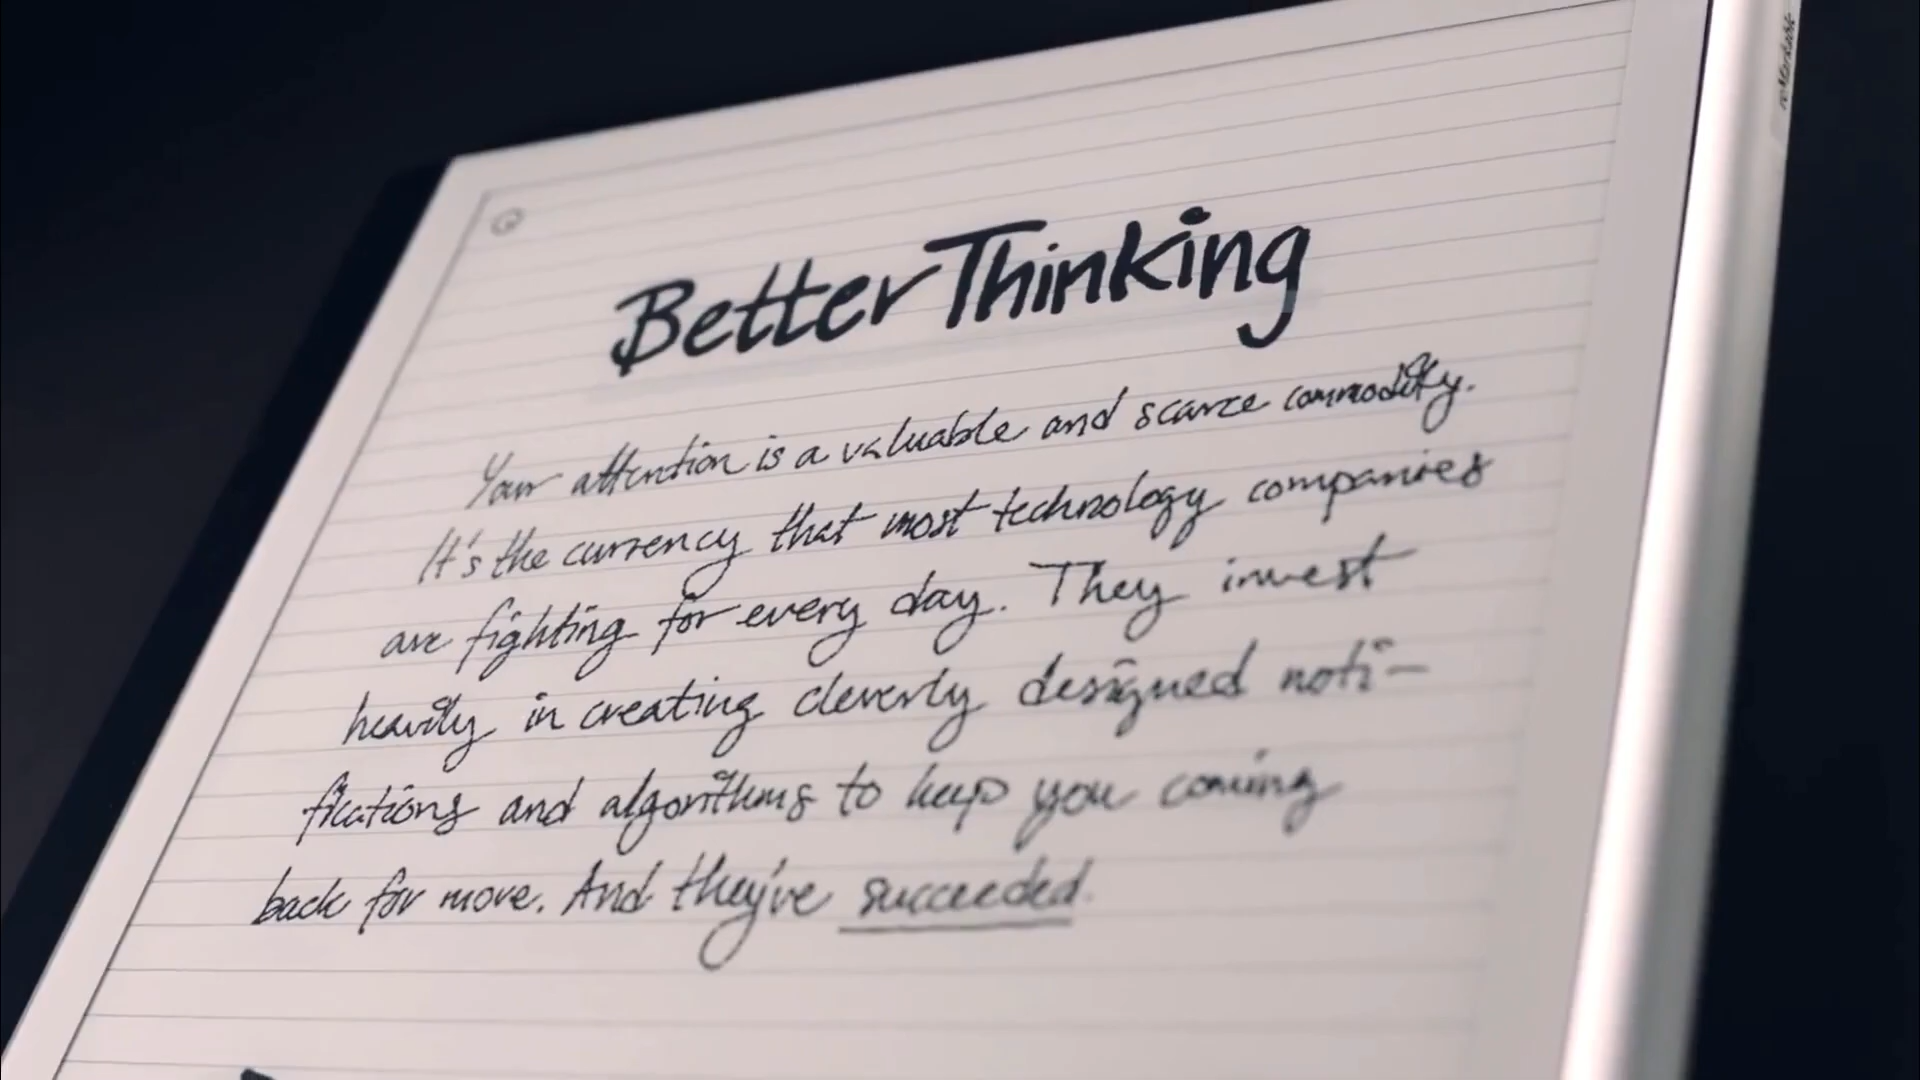 Better Thinking
Your attention is a valuable and scarce commodity.
It's the currency that most technology companies
are fighting for every day. They invest
heavily in creating cleverly designed noti-
fications and algorithms to keep you coming
back for more. And they've succeeded.
reMarkable